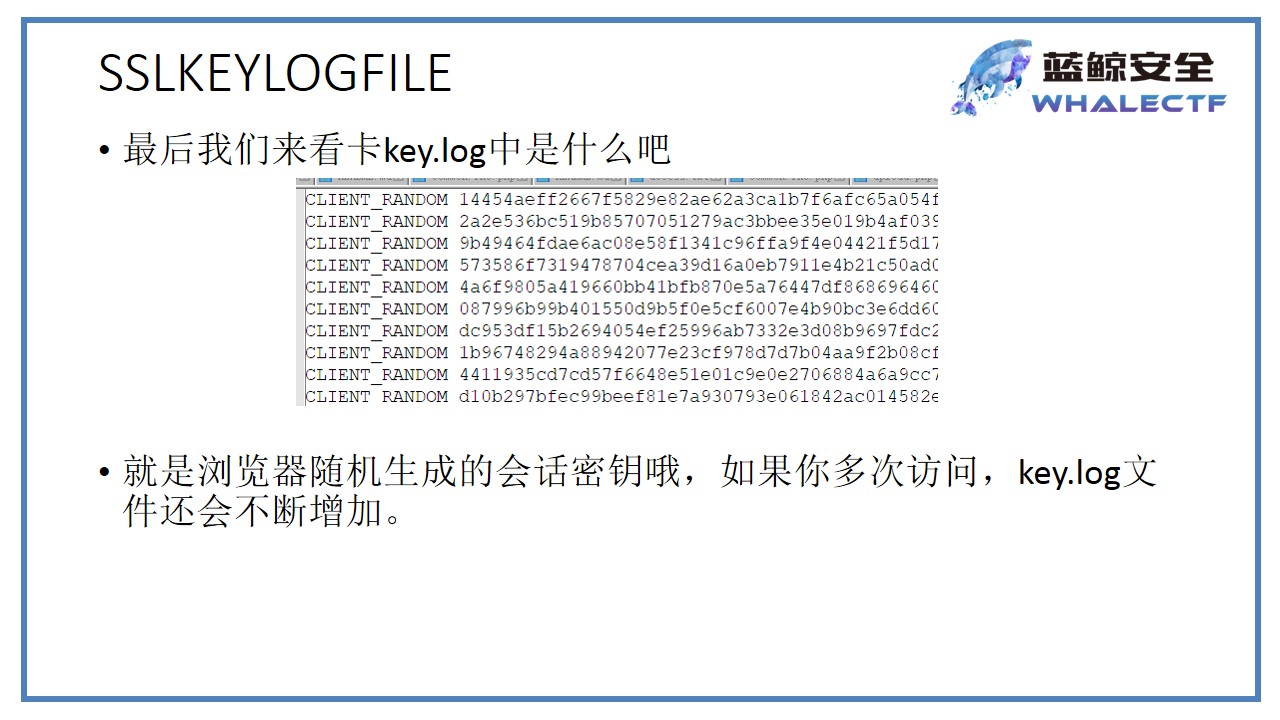 SSLKEYLOGFILE
蓝鲸安全
WHALECTF
• 最后我们来看卡key.log中是什么吧
CLIENT_RANDOM 14454aeff2667f5829e82ae62a3ca1b7f6afc65a054f
CLIENT_RANDOM 2a2e536bc519b85707051279ac3bbee35e019b4af039
CLIENT_RANDOM 9b49464fdae6ac08e58f1341c96ffa9f4e04421f5d17
CLIENT_RANDOM 573586f7319478704cea39d16a0eb7911e4b21c50ad0
CLIENT_RANDOM 4a6f9805a419660bb41bfb870e5a76447df868696460
CLIENT_RANDOM 087996b99b401550d9b5f0e5cf6007e4b90bc3e6dd60
CLIENT_RANDOM dc953df15b2694054ef25996ab7332e3d08b9697fdc2
CLIENT_RANDOM 1b96748294a88942077e23cf978d7d7b04aa9f2b08cf
CLIENT_RANDOM 4411935cd7cd57f6648e51e01c9e0e2706884a6a9cc7
CLIENT_RANDOM d10b297bfec99beef81e7a930793e061842ac014582e
• 就是浏览器随机生成的会话密钥哦，如果你多次访问，key.log文
件还会不断增加。